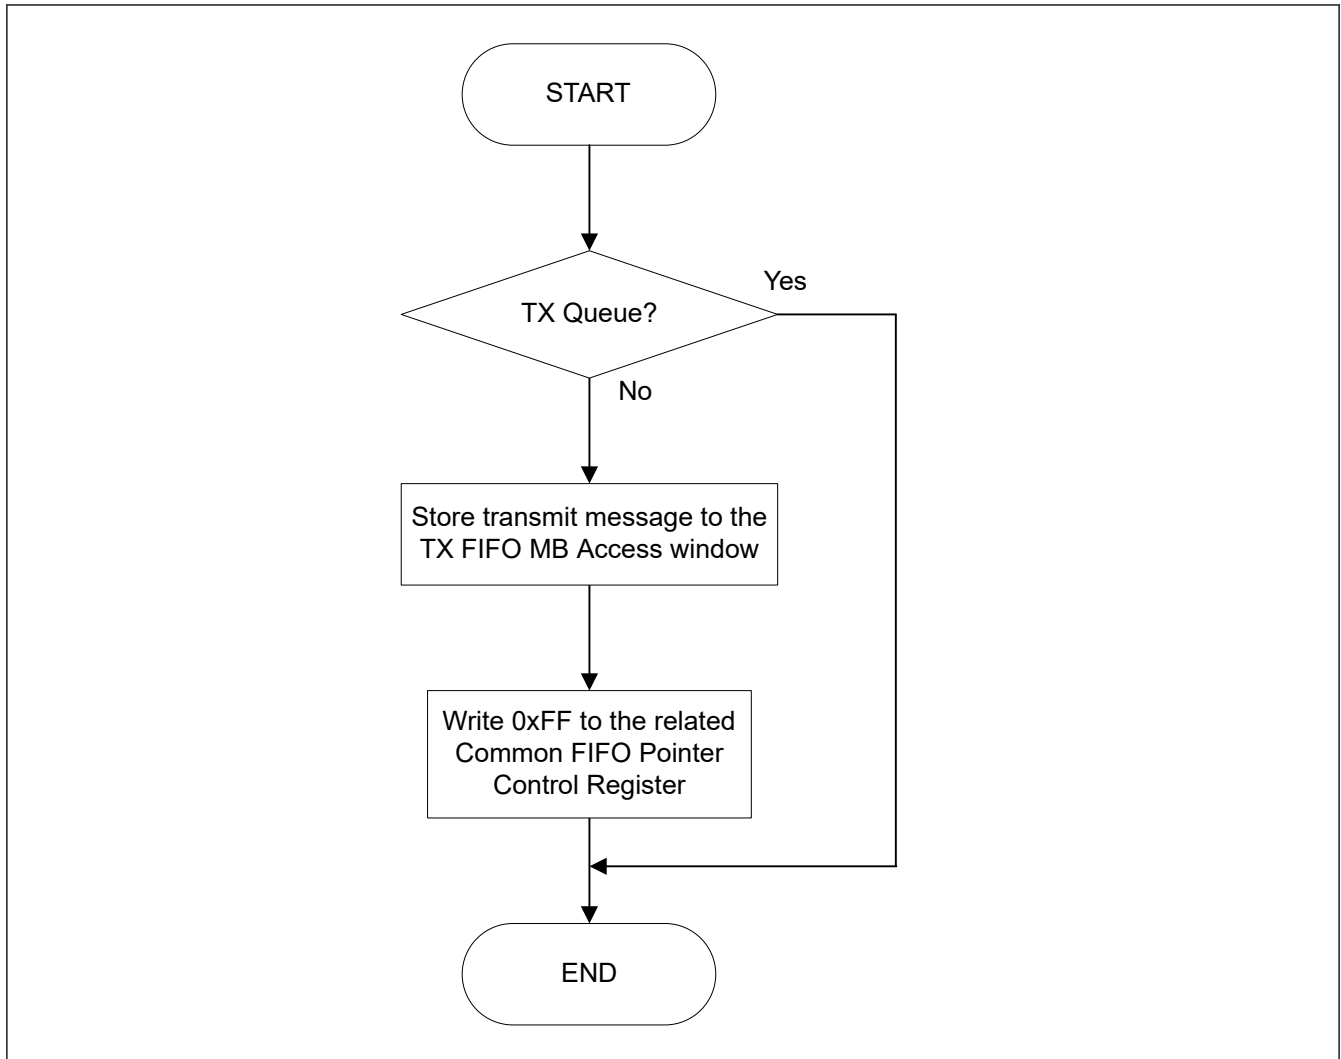 START
Yes
TX Queue?
No
Store transmit message to the
TX FIFO MB Access window
Write 0xFF to the related
Common FIFO Pointer
Control Register
END